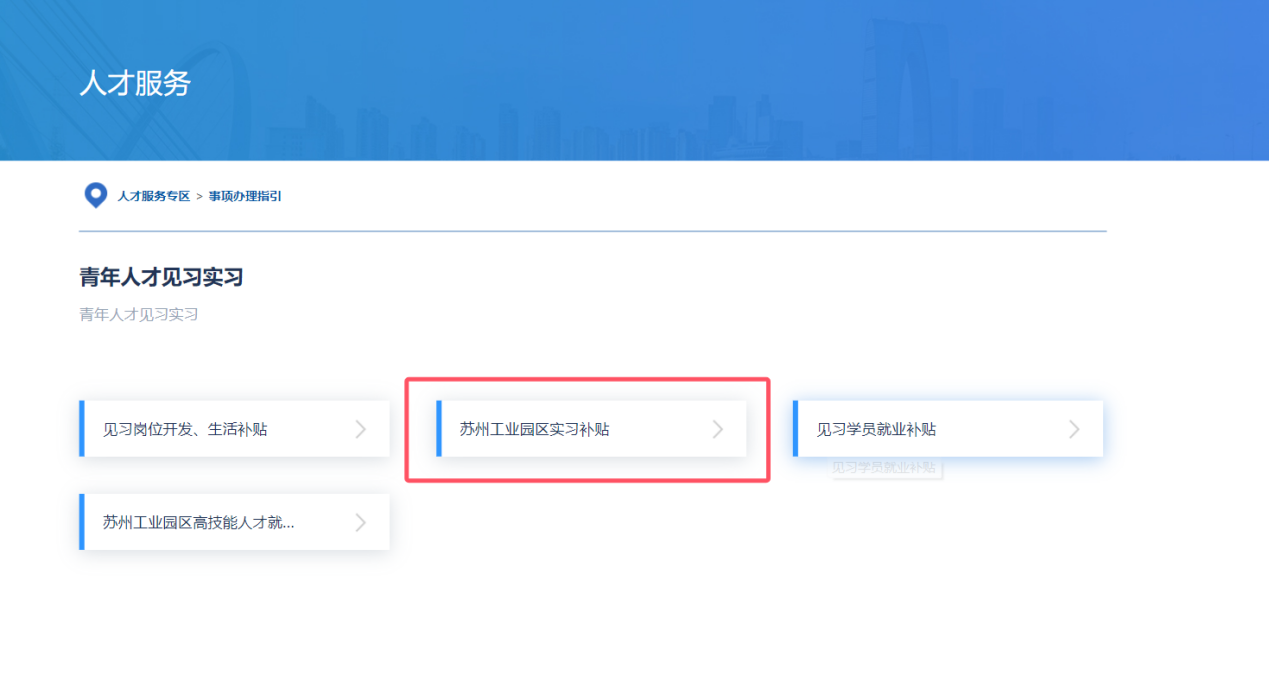 人才服务
人才服务专区 > 事项办理指引
青年人才见习实习
青年人才见习实习
见习岗位开发、生活补贴
苏州工业园区实习补贴
见习学员就业补贴
见习学员就业补贴
苏州工业园区高技能人才就...